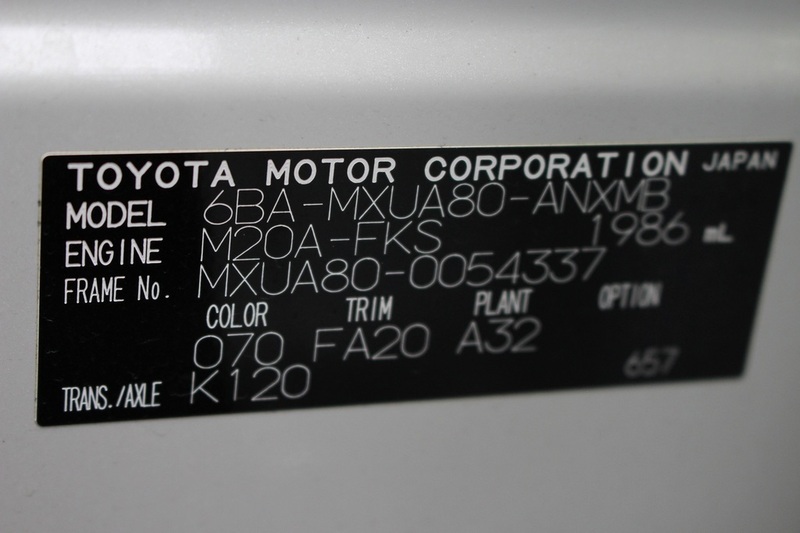 TOYOTA MOTOR CORPORATION JAPAN
MODEL 6BA-MXUA80-ANXMB
ENGINE M20A-FKS 1986 mL
FRAME No. MXUA80-0054337
COLOR TRIM PLANT OPTION
070 FA20 A32
TRANS./AXLE K120 657